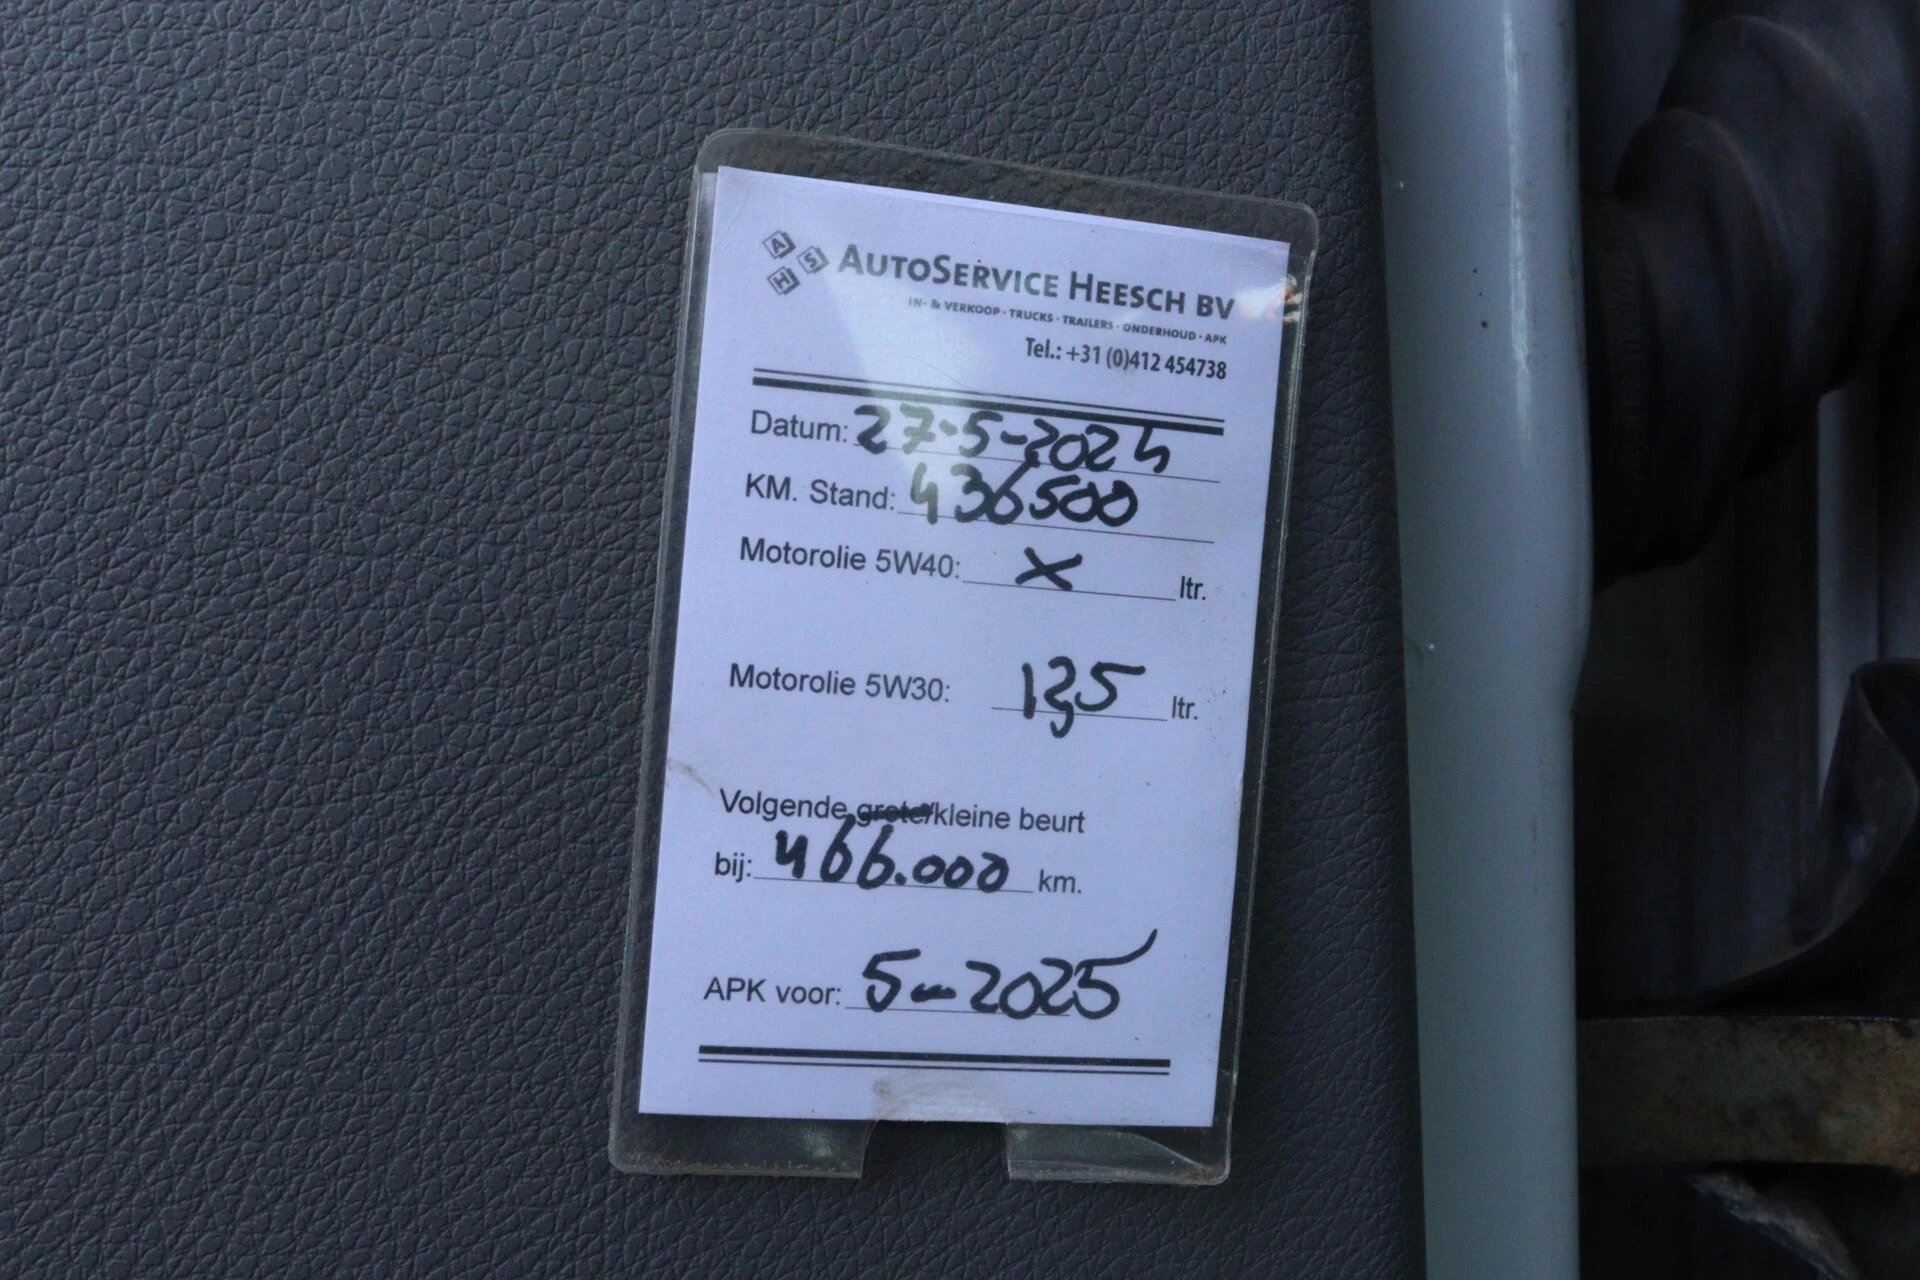 A
S
H
AUTOSERVICE HEESCH BV
IN- & VERKOOP · TRUCKS · TRAILERS · ONDERHOUD · APK
Tel.: +31 (0)412 454738
Datum: 27-5-2024
KM. Stand: 436500
Motorolie 5W40: X ltr.
Motorolie 5W30: 13,5 ltr.
Volgende grote/kleine beurt
bij: 466.000 km.
APK voor: 5-2025